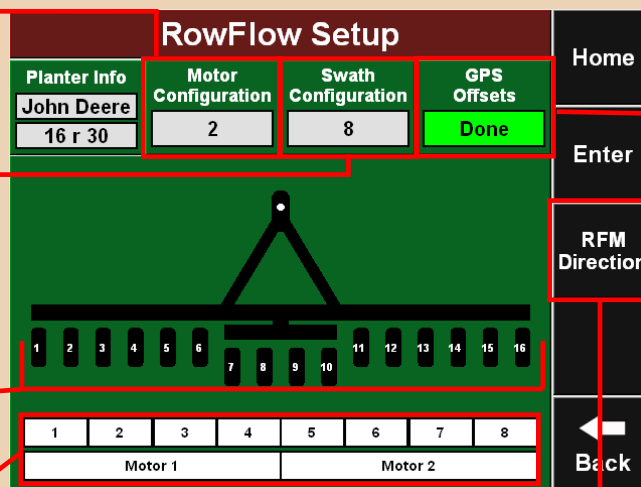 RowFlow Setup
Planter Info
John Deere
16 r 30
Motor
Configuration
2
Swath
Configuration
8
GPS
Offsets
Done
Home
Enter
RFM
Direction
1 2 3 4 5 6 7 8 9 10 11 12 13 14 15 16
1 2 3 4 5 6 7 8
Motor 1 Motor 2
Back